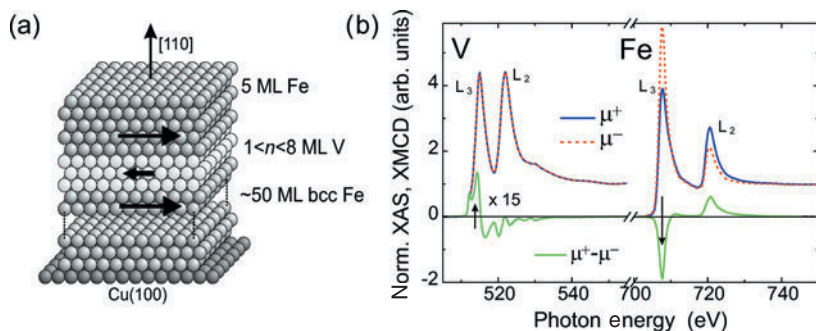 (a)
[110]
5 ML Fe
1<n<8 ML V
~50 ML bcc Fe
Cu(100)
(b)
Norm. XAS, XMCD (arb. units)
4
2
0
-2
V
L₃
L₂
x 15
μ⁺-μ⁻
Fe
L₃
L₂
μ⁺
μ⁻
520
540
700
720
740
Photon energy (eV)